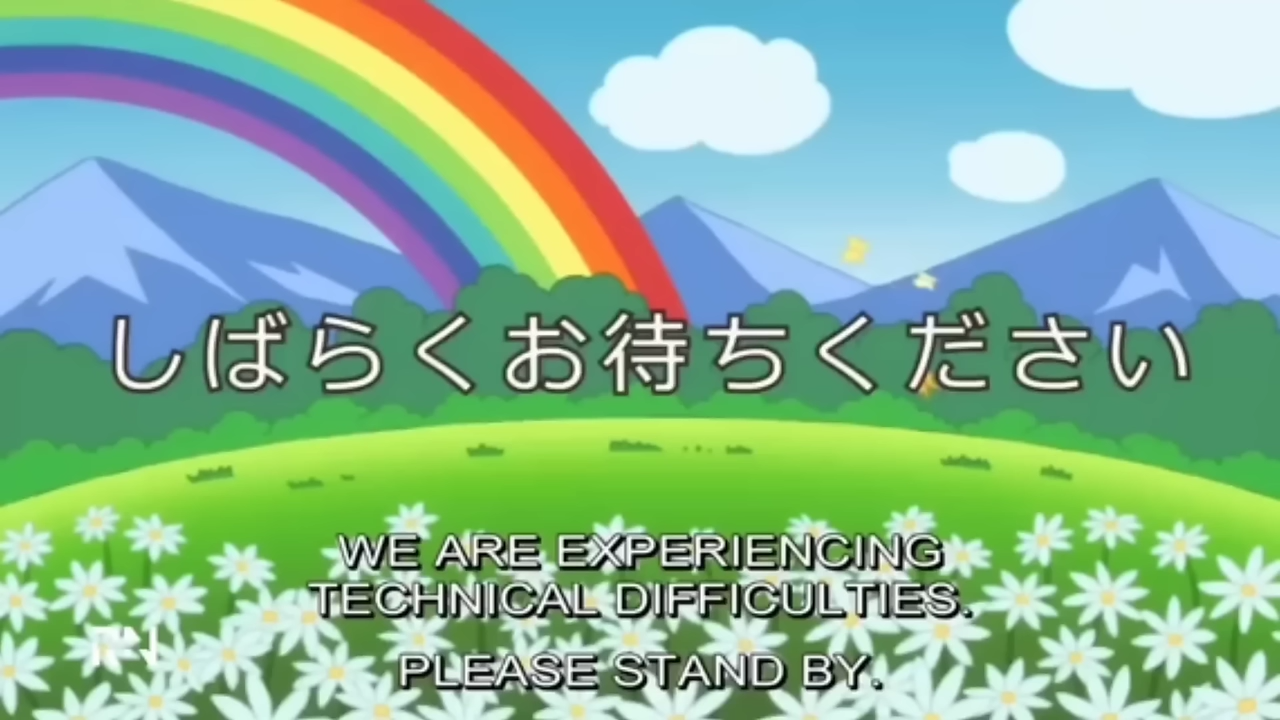 しばらくお待ちください
WE ARE EXPERIENCING
TECHNICAL DIFFICULTIES.
PLEASE STAND BY.